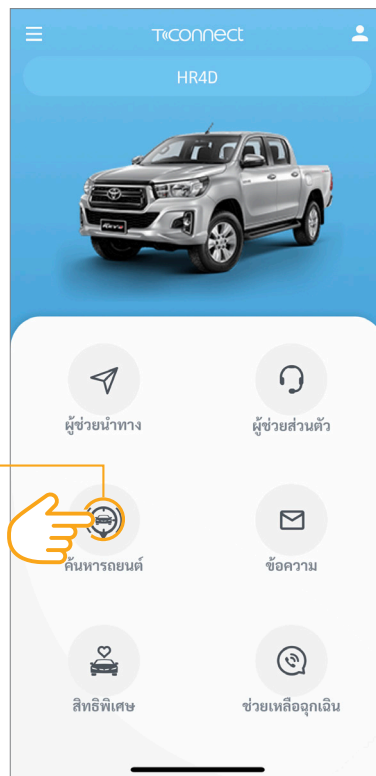 T-CONNECT
HR4D
ผู้ช่วยนำทาง
ผู้ช่วยส่วนตัว
ค้นหารถยนต์
ข้อความ
สิทธิพิเศษ
ช่วยเหลือฉุกเฉิน